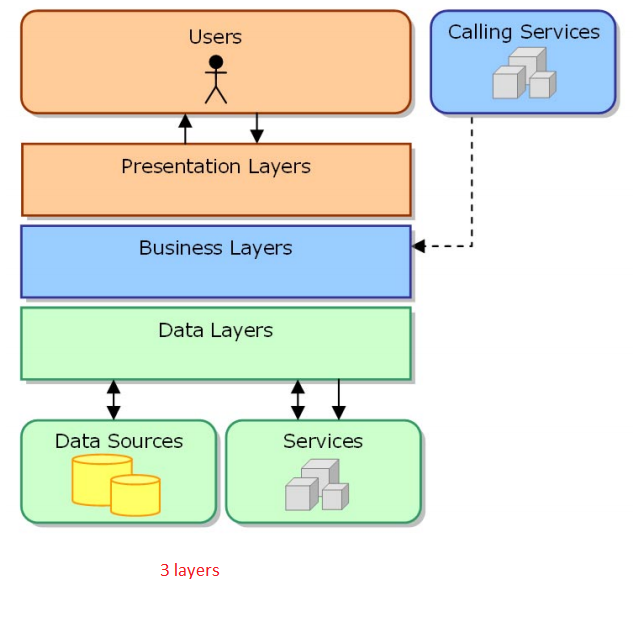 Users
Calling Services
Presentation Layers
Business Layers
Data Layers
Data Sources
Services
3 layers